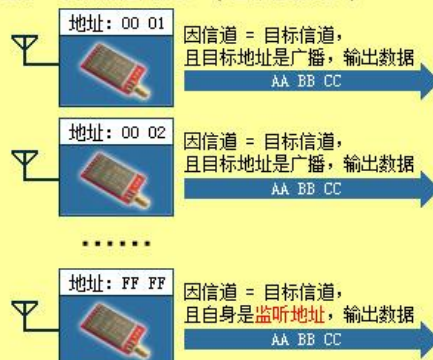 地址: 00 01
因信道 = 目标信道，
且目标地址是广播，输出数据
AA BB CC
地址: 00 02
因信道 = 目标信道，
且目标地址是广播，输出数据
AA BB CC
......
地址: FF FF
因信道 = 目标信道，
且自身是监听地址，输出数据
AA BB CC